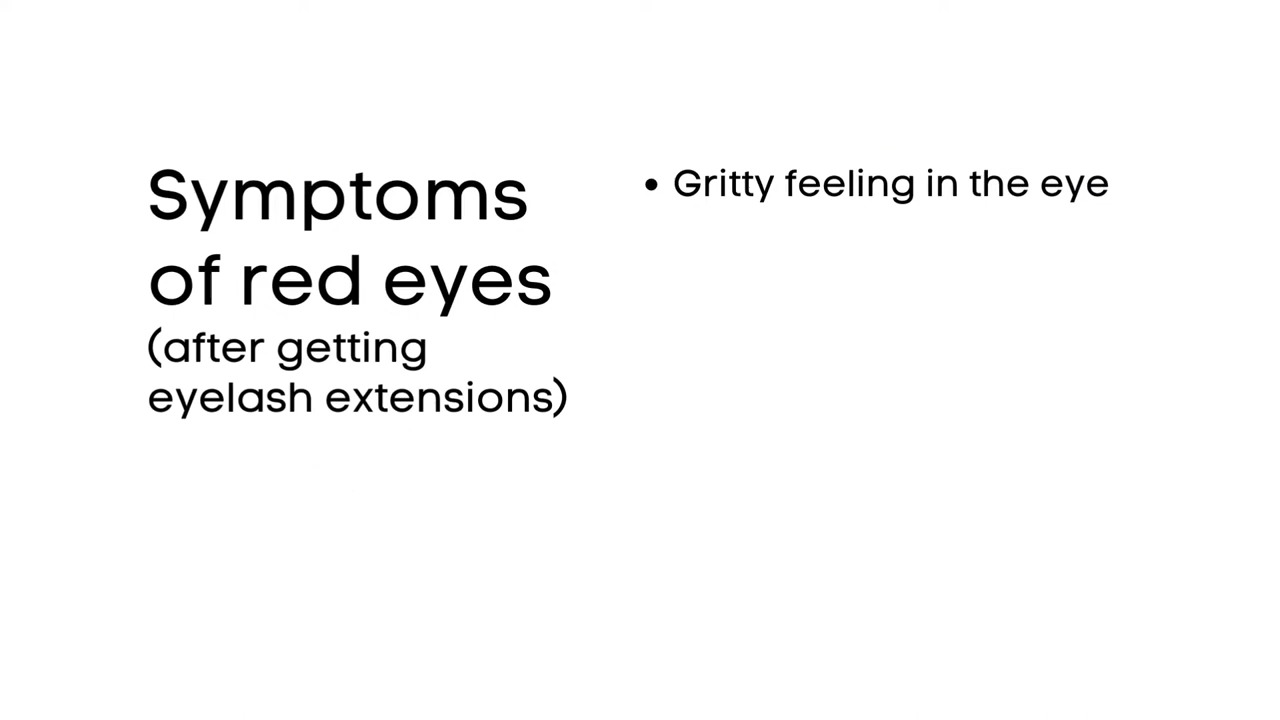 Symptoms
of red eyes
(after getting
eyelash extensions)
• Gritty feeling in the eye